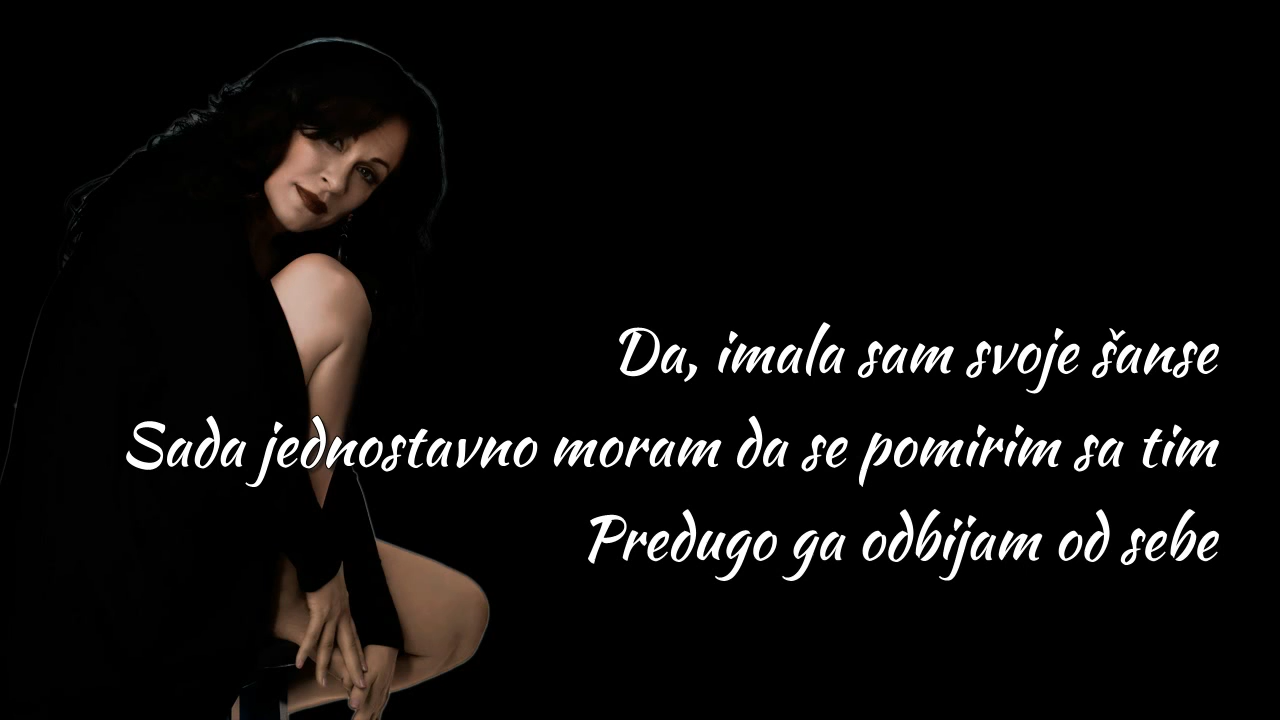 Da, imala sam svoje šanse
Sada jednostavno moram da se pomirim sa tim
Predugo ga odbijam od sebe